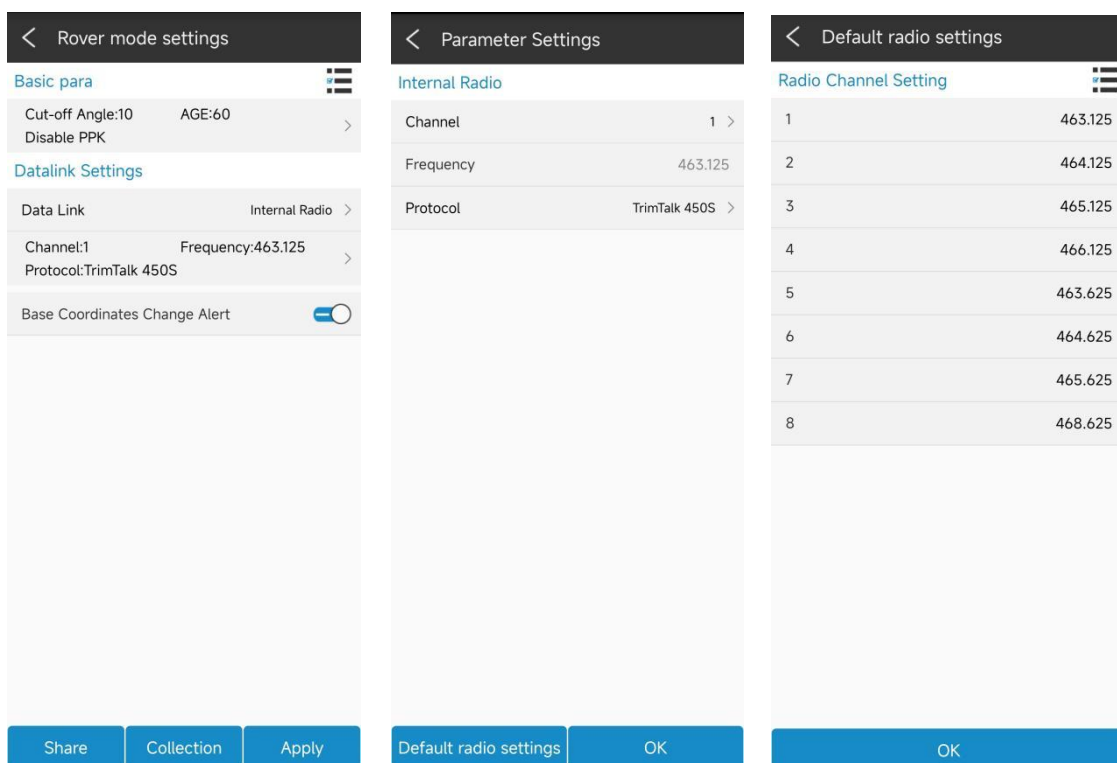 Rover mode settings
Basic para
Cut-off Angle:10 AGE:60
Disable PPK
Datalink Settings
Data Link Internal Radio
Channel:1 Frequency:463.125
Protocol:TrimTalk 450S
Base Coordinates Change Alert
Share Collection Apply
Parameter Settings
Internal Radio
Channel 1
Frequency 463.125
Protocol TrimTalk 450S
Default radio settings OK
Default radio settings
Radio Channel Setting
1 463.125
2 464.125
3 465.125
4 466.125
5 463.625
6 464.625
7 465.625
8 468.625
OK